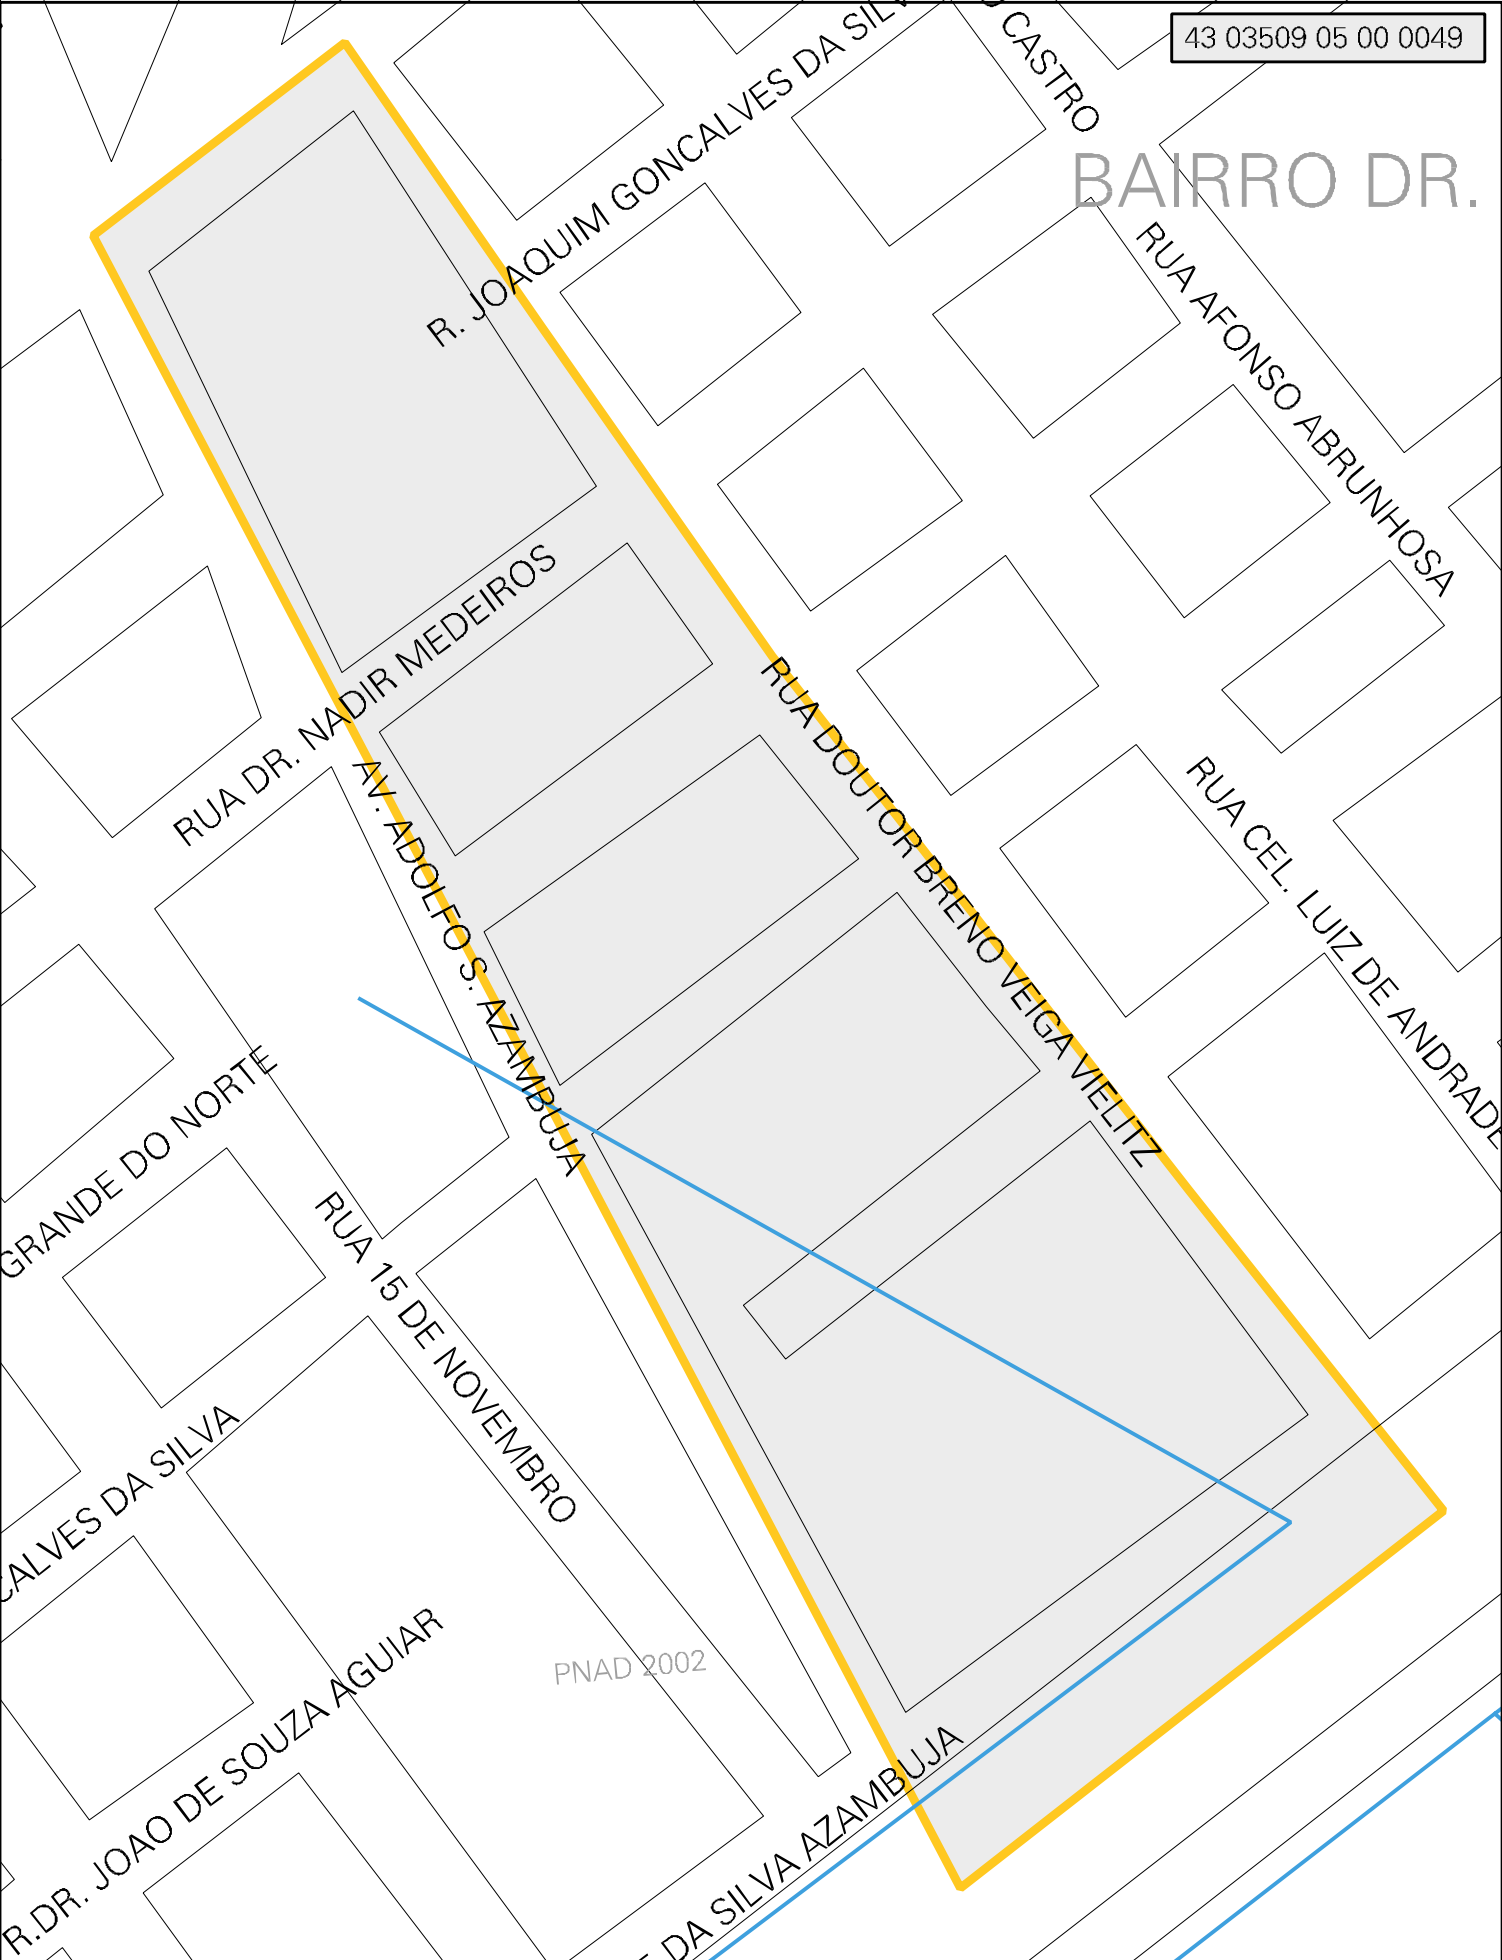 43 03509 05 00 0049
CASTRO
R. JOAQUIM GONCALVES DA
BAIRRO DR.
RUA AFONSO ABRUNHOSA
RUA DR. NADIR MEDEIROS
RUA DOUTOR BRENO VEIGA VIELITZ
AV. ADOLFO S. AZAMBUJA
RUA CEL. LUIZ DE ANDRADE
GRANDE DO NORTE
RUA 15 DE NOVEMBRO
CALVES DA SILVA
R.DR. JOAO DE SOUZA AGUIAR
PNAD 2002
DA SILVA AZAMBUJA